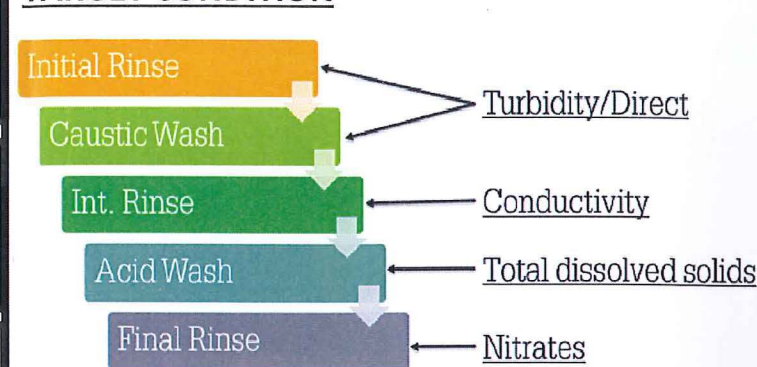 Initial Rinse
Turbidity/Direct
Caustic Wash
Int. Rinse
Conductivity
Acid Wash
Total dissolved solids
Final Rinse
Nitrates